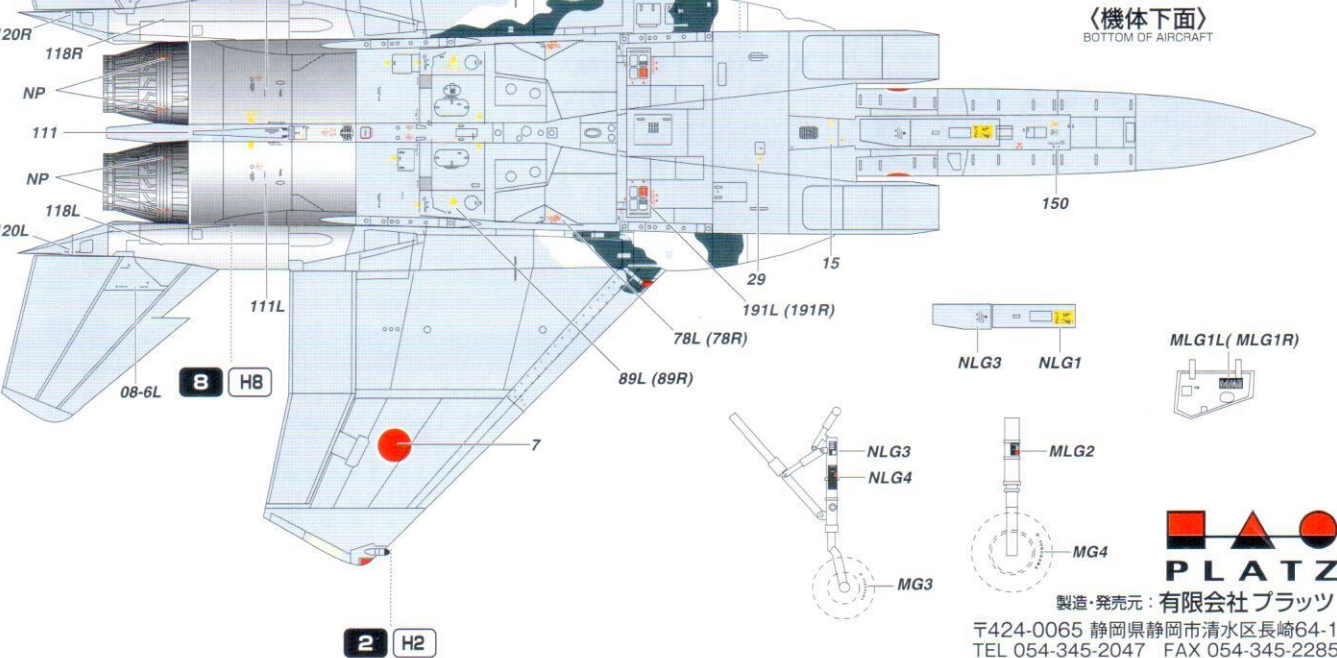 〈機体下面〉
BOTTOM OF AIRCRAFT
120R
118R
NP
111
NP
118L
120L
111L
08-6L
8 H8
150
15
29
191L (191R)
78L (78R)
89L (89R)
7
NLG3
NLG1
MLG1L( MLG1R)
NLG3
NLG4
MLG2
MG3
MG4
2 H2
PLATZ
製造・発売元：有限会社 プラッツ
〒424-0065 静岡県静岡市清水区長崎64-1
TEL 054-345-2047 FAX 054-345-2285